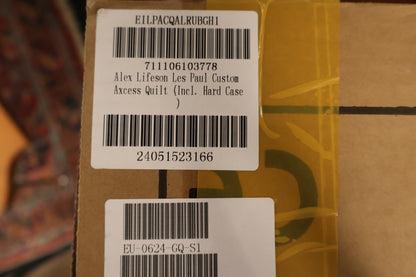 EILPACQALRUBGH1
711106103778
Alex Lifeson Les Paul Custom
Axcess Quilt (Incl. Hard Case
)
24051523166
EU-0624-GQ-S1